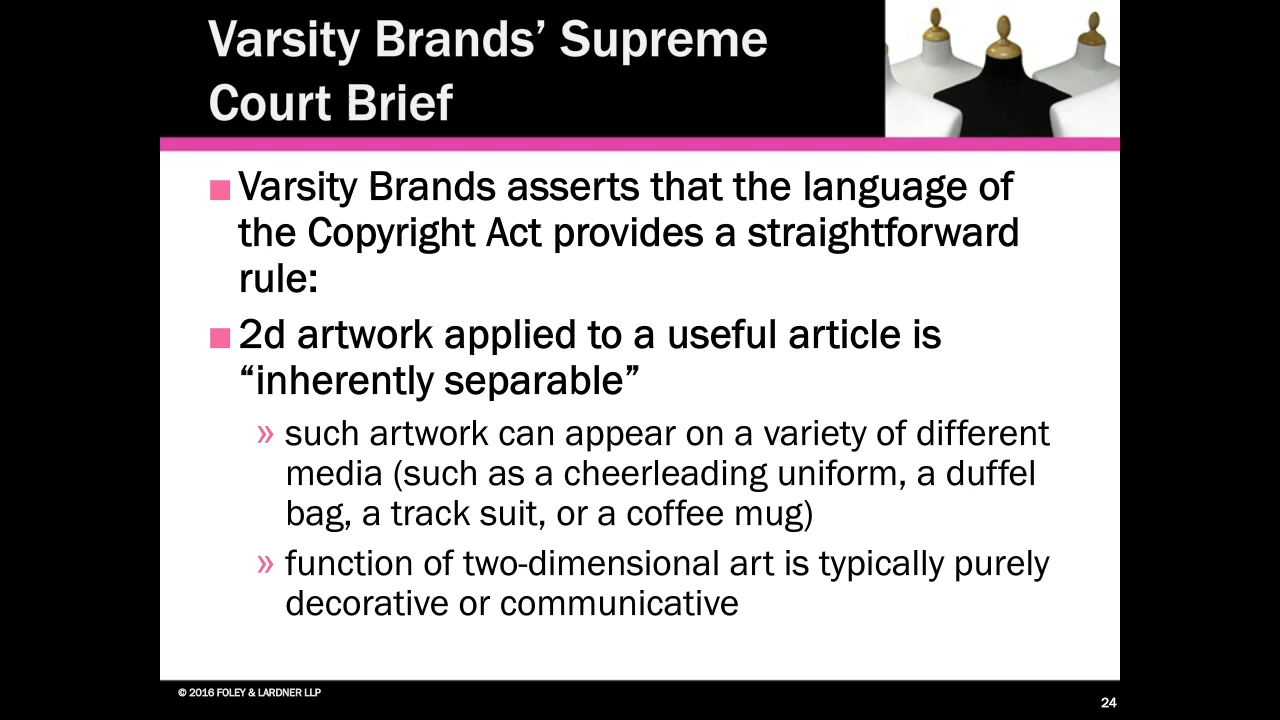 Varsity Brands’ Supreme
Court Brief
Varsity Brands asserts that the language of
the Copyright Act provides a straightforward
rule:
2d artwork applied to a useful article is
“inherently separable”
» such artwork can appear on a variety of different
media (such as a cheerleading uniform, a duffel
bag, a track suit, or a coffee mug)
» function of two-dimensional art is typically purely
decorative or communicative
© 2016 FOLEY & LARDNER LLP
24